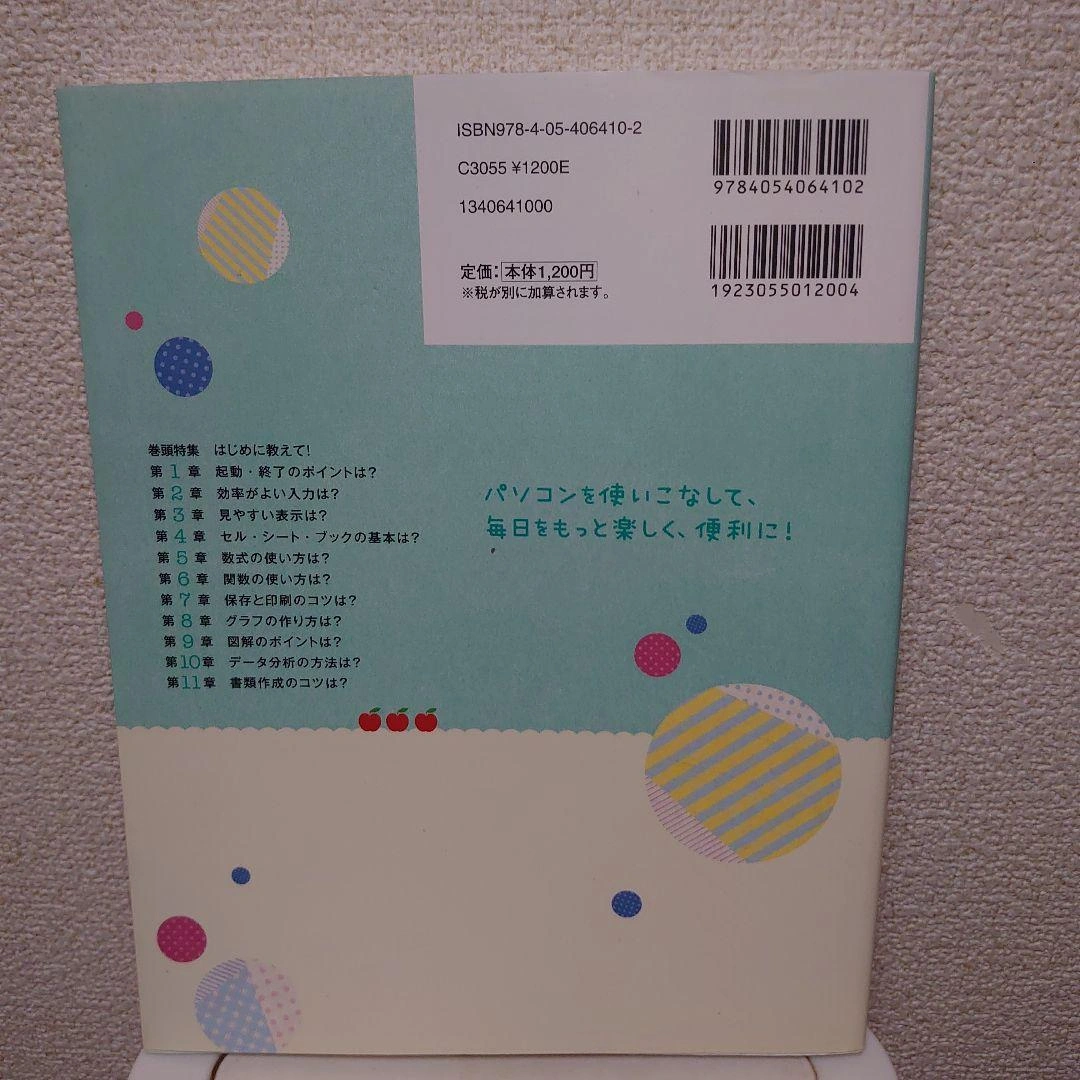 ISBN978-4-05-406410-2
C3055 ¥1200E
1340641000
定価：本体1,200円
※税が別に加算されます。
9784054064102
1923055012004
巻頭特集 はじめに教えて！
第1章 起動・終了のポイントは？
第2章 効率がよい入力は？
第3章 見やすい表示は？
第4章 セル・シート・ブックの基本は？
第5章 数式の使い方は？
第6章 関数の使い方は？
第7章 保存と印刷のコツは？
第8章 グラフの作り方は？
第9章 図解のポイントは？
第10章 データ分析の方法は？
第11章 書類作成のコツは？
パソコンを使いこなして、
毎日をもっと楽しく、便利に！